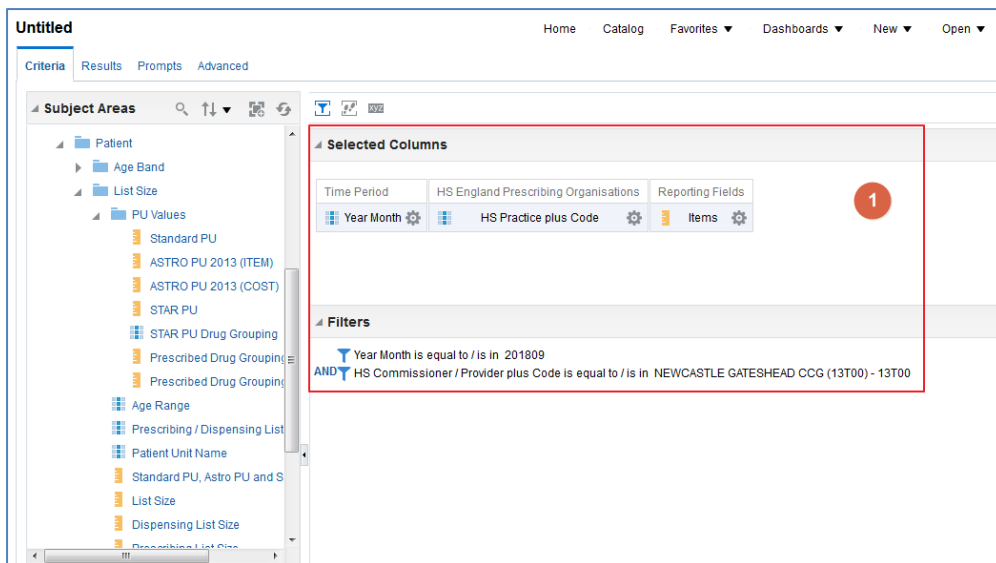 Untitled
Home Catalog Favorites Dashboards New Open
Criteria Results Prompts Advanced
Subject Areas
xyz
Patient
Age Band
List Size
PU Values
Standard PU
ASTRO PU 2013 (ITEM)
ASTRO PU 2013 (COST)
STAR PU
STAR PU Drug Grouping
Prescribed Drug Grouping
Prescribed Drug Grouping
Age Range
Prescribing / Dispensing List
Patient Unit Name
Standard PU, Astro PU and S
List Size
Dispensing List Size
Prescribing List Size
Selected Columns
Time Period HS England Prescribing Organisations Reporting Fields
Year Month HS Practice plus Code Items
1
Filters
Year Month is equal to / is in 201809
AND HS Commissioner / Provider plus Code is equal to / is in NEWCASTLE GATESHEAD CCG (13T00) - 13T00